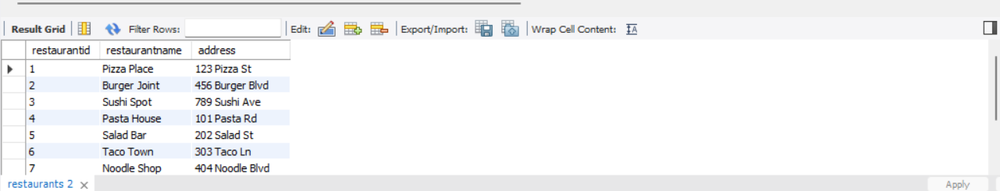 Result Grid Filter Rows: Edit: Export/Import: Wrap Cell Content: IA
restaurantid restaurantname address
1 Pizza Place 123 Pizza St
2 Burger Joint 456 Burger Blvd
3 Sushi Spot 789 Sushi Ave
4 Pasta House 101 Pasta Rd
5 Salad Bar 202 Salad St
6 Taco Town 303 Taco Ln
7 Noodle Shop 404 Noodle Blvd
restaurants 2 Apply